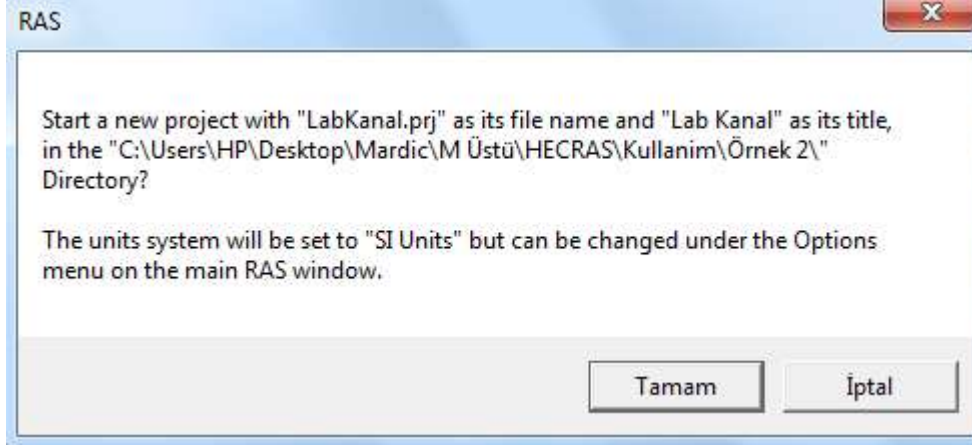 RAS
Start a new project with "LabKanal.prj" as its file name and "Lab Kanal" as its title,
in the "C:\Users\HP\Desktop\Mardic\M Üstü\HECRAS\Kullanim\Örnek 2\"
Directory?
The units system will be set to "SI Units" but can be changed under the Options
menu on the main RAS window.
Tamam
İptal